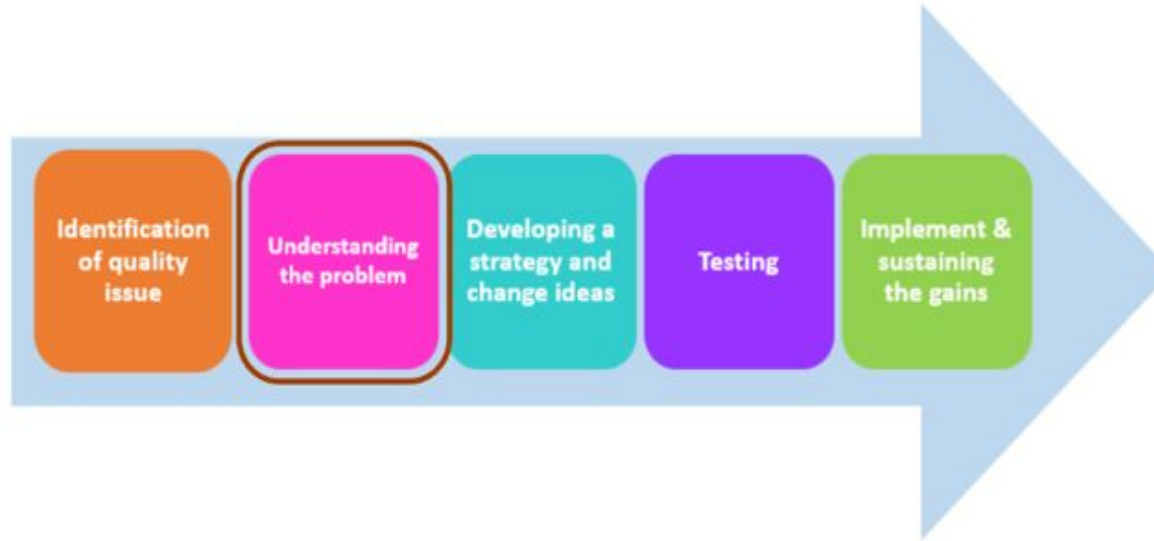 Identification
of quality
issue
Understanding
the problem
Developing a
strategy and
change ideas
Testing
Implement &
sustaining
the gains